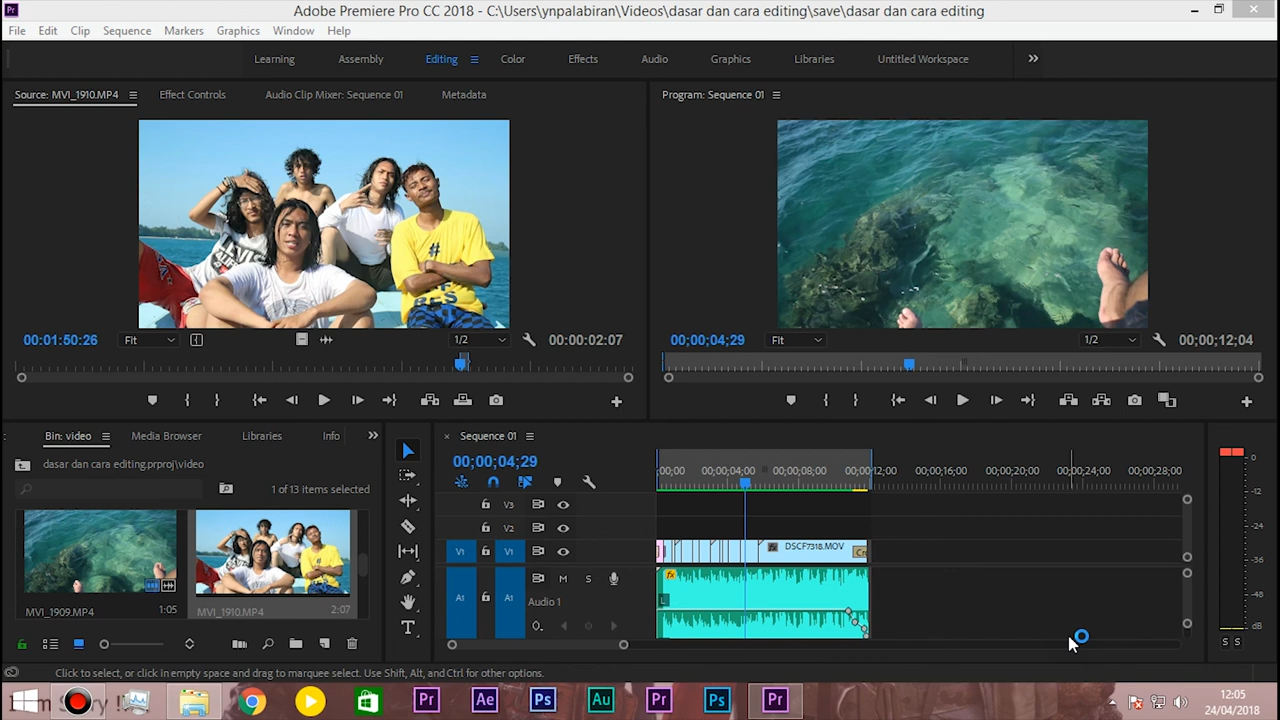 Pr Adobe Premiere Pro CC 2018 - C:\Users\ynpalabiran\Videos\dasar dan cara editing\save\dasar dan cara editing
File Edit Clip Sequence Markers Graphics Window Help
Learning Assembly Editing Color Effects Audio Graphics Libraries Untitled Workspace
Source: MVI_1910.MP4 Effect Controls Audio Clip Mixer: Sequence 01 Metadata
Program: Sequence 01
00:01:50:26 Fit 1/2 00:00:02:07
00;00;04;29 Fit 1/2 00;00;12;04
Bin: video Media Browser Libraries Info
dasar dan cara editing.prproj\video
1 of 13 items selected
MVI_1909.MP4 1:05
MVI_1910.MP4 2:07
Sequence 01
00;00;04;29
;00;00 00;00;04;00 00;00;08;00 00;00;12;00 00;00;16;00 00;00;20;00 00;00;24;00 00;00;28;00
V3
V2
V1 V1 DSCF7318.MOV
A1 A1 M S
Audio 1
L
0
-12
-24
-36
-48
dB
S S
Click to select, or click in empty space and drag to marquee select. Use Shift, Alt, and Ctrl for other options.
Pr Ae Ps Au Pr Ps Pr
12:05
24/04/2018